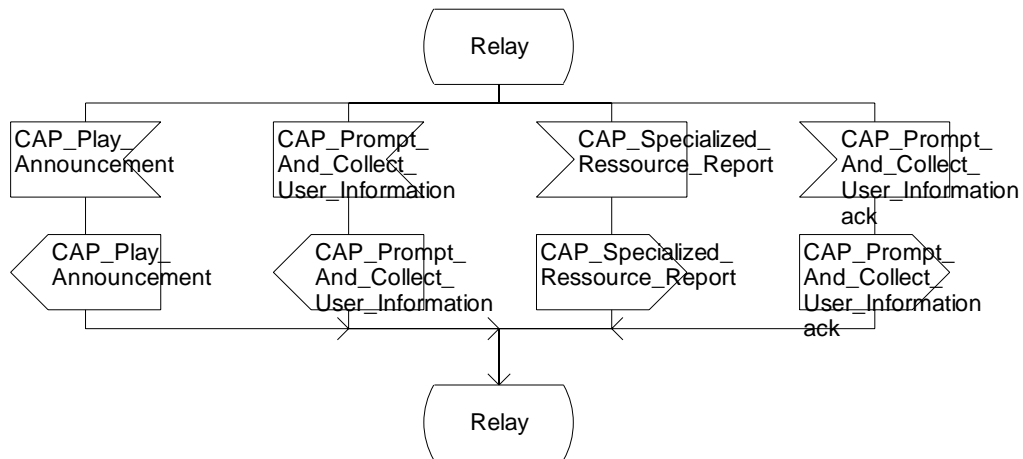 Relay
CAP_Play_
Announcement
CAP_Prompt_
And_Collect_
User_Information
CAP_Specialized_
Ressource_Report
CAP_Prompt_
And_Collect_
User_Information
ack
CAP_Play_
Announcement
CAP_Prompt_
And_Collect_
User_Information
CAP_Specialized_
Ressource_Report
CAP_Prompt_
And_Collect_
User_Information
ack
Relay